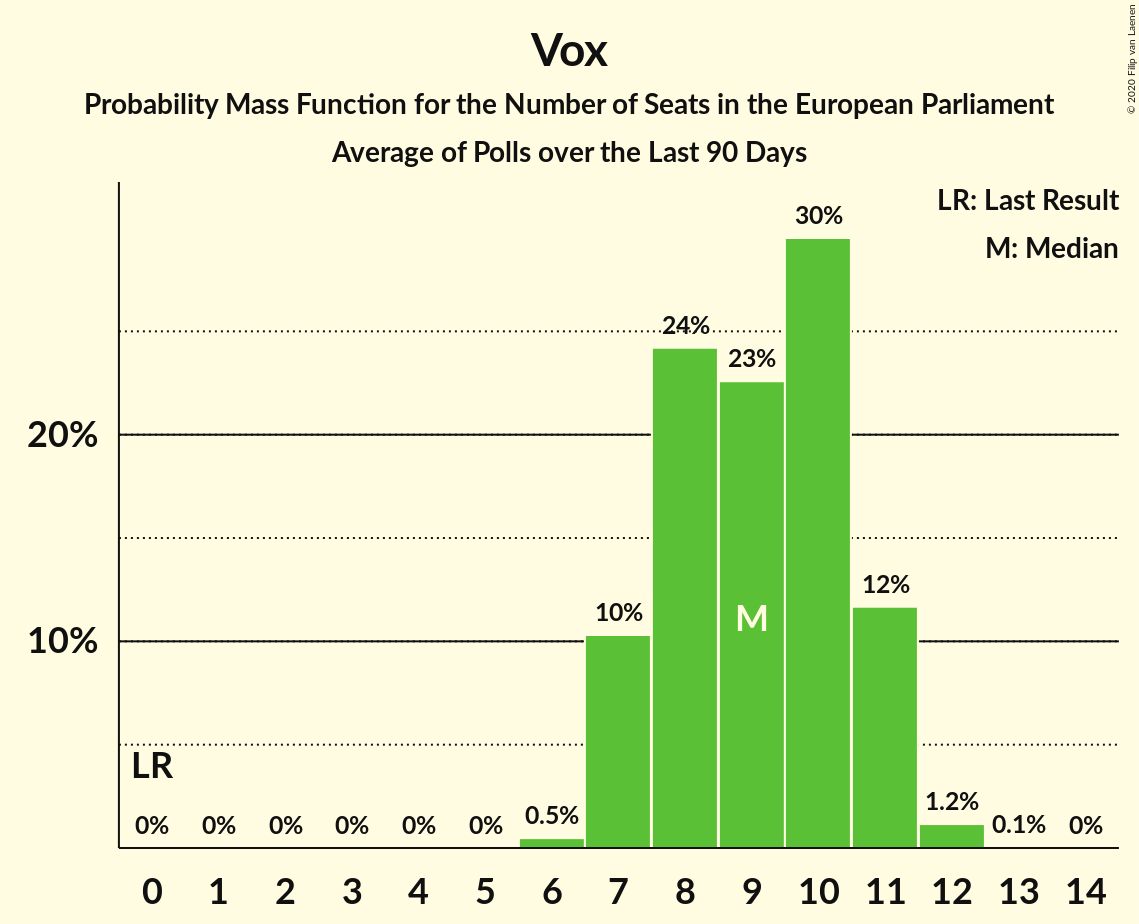 Vox
Probability Mass Function for the Number of Seats in the European Parliament
Average of Polls over the Last 90 Days
© 2020 Filip van Laenen
LR: Last Result
M: Median
30%
24%
23%
20%
12%
10%
M
10%
LR
0% 0% 0% 0% 0% 0% 0.5% 1.2% 0.1% 0%
0 1 2 3 4 5 6 7 8 9 10 11 12 13 14